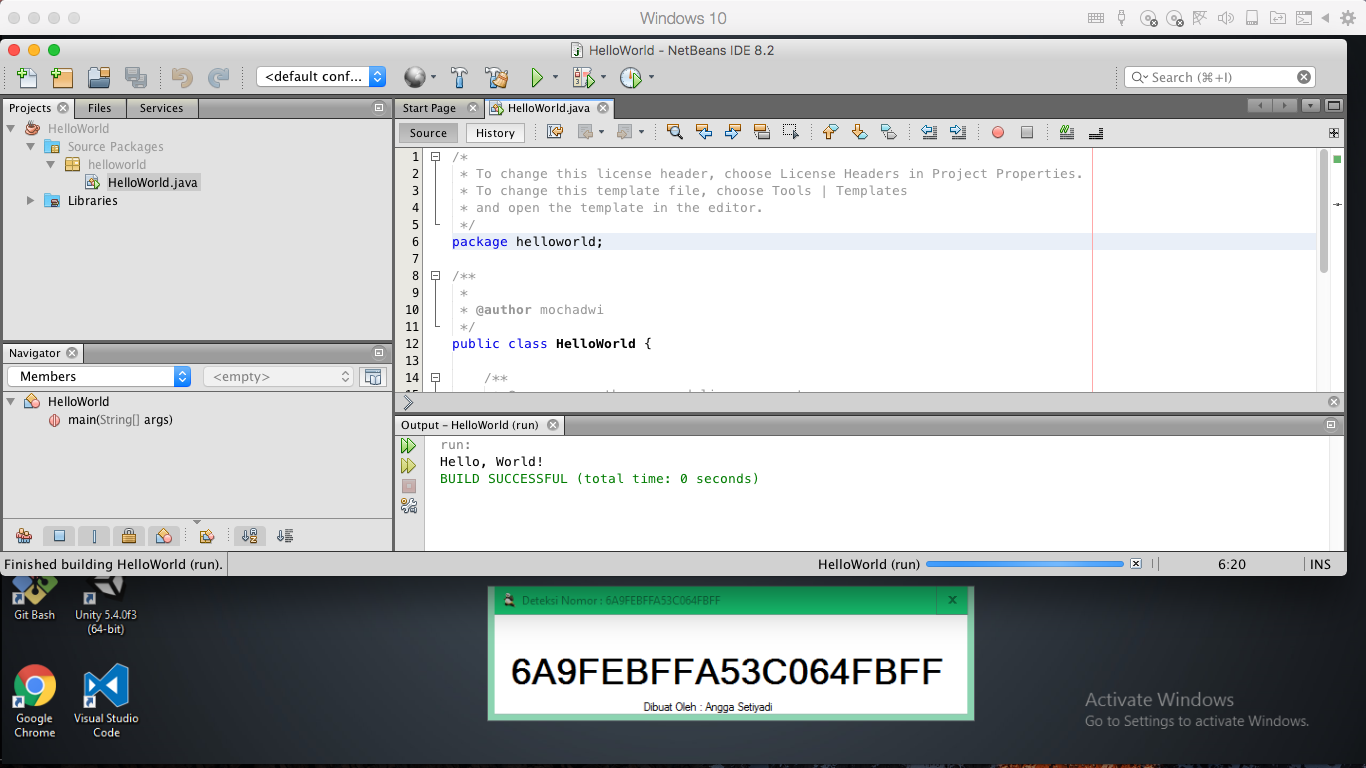 Windows 10
HelloWorld - NetBeans IDE 8.2
<default conf...
Search (⌘+I)
Projects
Files
Services
HelloWorld
Source Packages
helloworld
HelloWorld.java
Libraries
Start Page
HelloWorld.java
Source
History
1 /*
2 * To change this license header, choose License Headers in Project Properties.
3 * To change this template file, choose Tools | Templates
4 * and open the template in the editor.
5 */
6 package helloworld;
7
8 /**
9 *
10 * @author mochadwi
11 */
12 public class HelloWorld {
13
14 /**
Navigator
Members
<empty>
HelloWorld
main(String[] args)
Output - HelloWorld (run)
run:
Hello, World!
BUILD SUCCESSFUL (total time: 0 seconds)
Finished building HelloWorld (run).
HelloWorld (run)
6:20
INS
Git Bash
Unity 5.4.0f3
(64-bit)
Google
Chrome
Visual Studio
Code
Deteksi Nomor : 6A9FEBFFA53C064FBFF
6A9FEBFFA53C064FBFF
Dibuat Oleh : Angga Setiyadi
Activate Windows
Go to Settings to activate Windows.